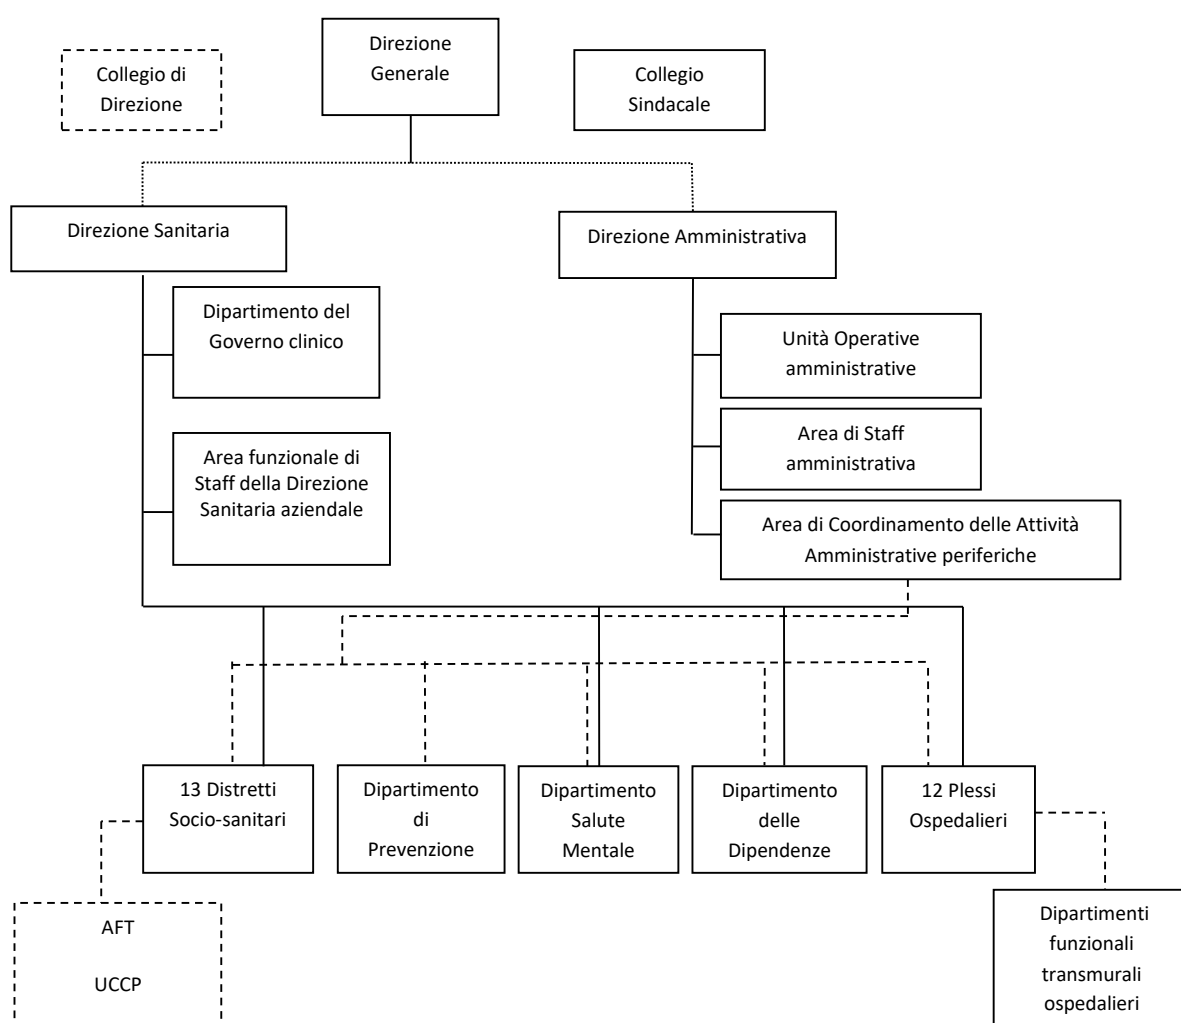 Direzione
Generale
Collegio di
Direzione
Collegio
Sindacale
Direzione Sanitaria
Direzione Amministrativa
Dipartimento del
Governo clinico
Unità Operative
amministrative
Area funzionale di
Staff della Direzione
Sanitaria aziendale
Area di Staff
amministrativa
Area di Coordinamento delle Attività
Amministrative periferiche
13 Distretti
Socio-sanitari
Dipartimento
di
Prevenzione
Dipartimento
Salute
Mentale
Dipartimento
delle
Dipendenze
12 Plessi
Ospedalieri
AFT
UCCP
Dipartimenti
funzionali
transmurali
ospedalieri